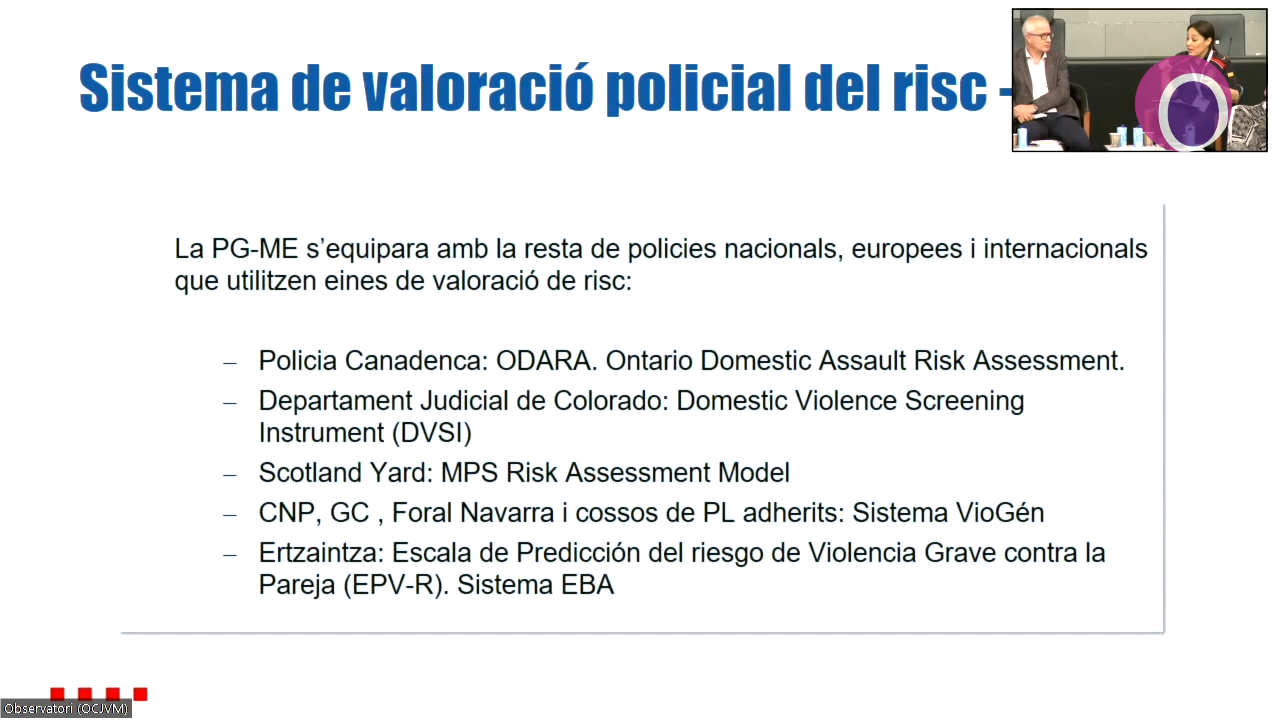 Sistema de valoració policial del risc -
La PG-ME s’equipara amb la resta de policies nacionals, europees i internacionals
que utilitzen eines de valoració de risc:
– Policia Canadenca: ODARA. Ontario Domestic Assault Risk Assessment.
– Departament Judicial de Colorado: Domestic Violence Screening
Instrument (DVSI)
– Scotland Yard: MPS Risk Assessment Model
– CNP, GC , Foral Navarra i cossos de PL adherits: Sistema VioGén
– Ertzaintza: Escala de Predicción del riesgo de Violencia Grave contra la
Pareja (EPV-R). Sistema EBA
Observatori (OCJVM)